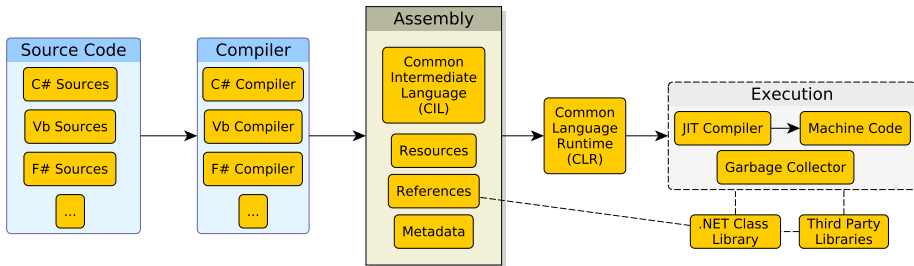 Source Code
C# Sources
Vb Sources
F# Sources
...
Compiler
C# Compiler
Vb Compiler
F# Compiler
...
Assembly
Common
Intermediate
Language
(CIL)
Resources
References
Metadata
Common
Language
Runtime
(CLR)
Execution
JIT Compiler
Machine Code
Garbage Collector
.NET Class
Library
Third Party
Libraries